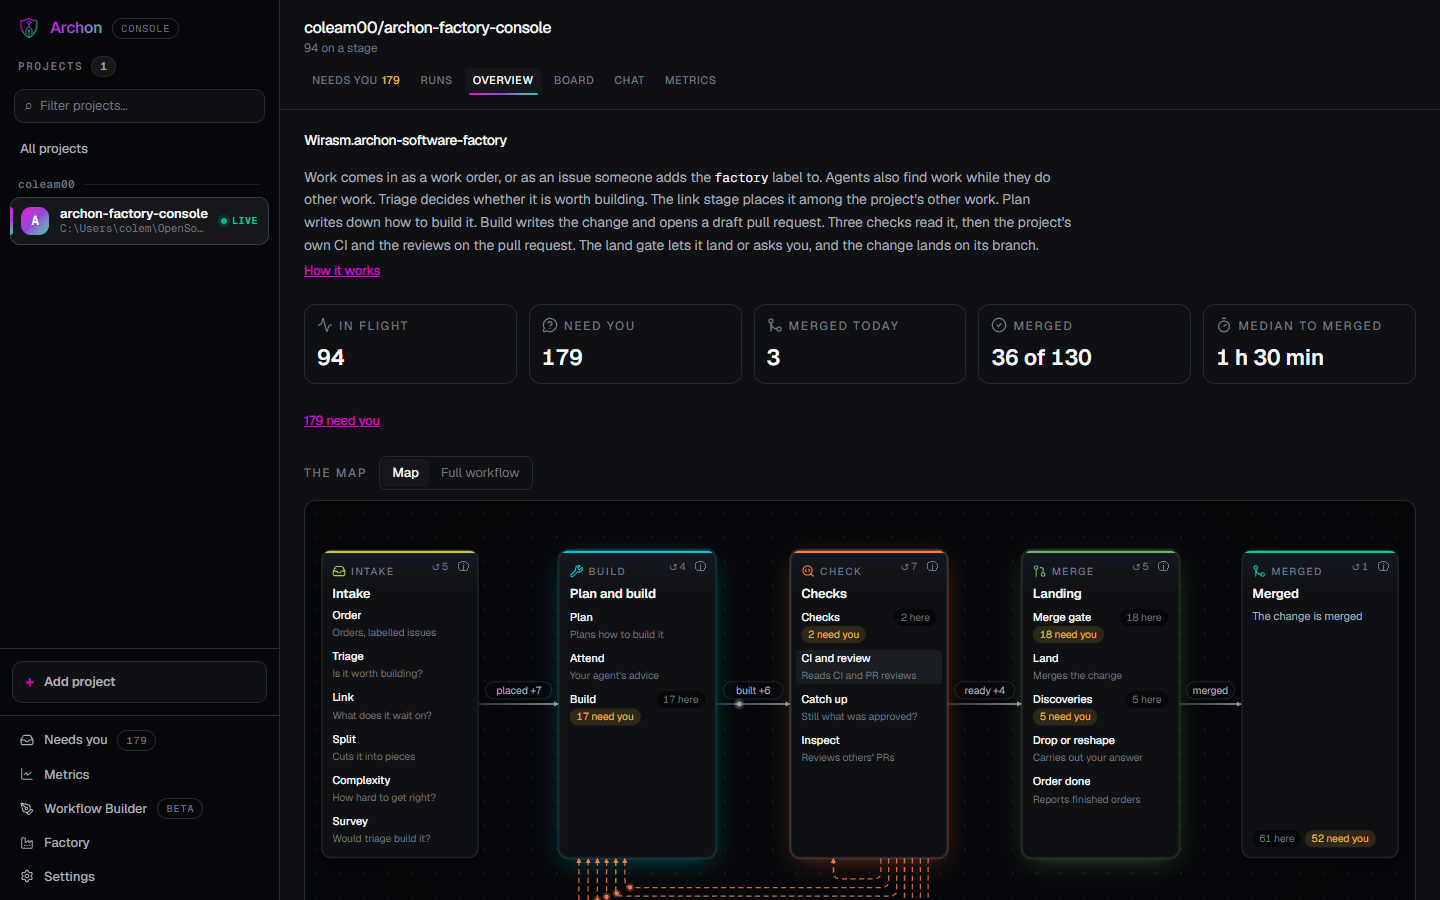 Archon
CONSOLE
PROJECTS 1
Filter projects...
All projects
coleam00
A
archon-factory-console
C:\Users\colem\OpenSo…
LIVE
+ Add project
Needs you 179
Metrics
Workflow Builder BETA
Factory
Settings
coleam00/archon-factory-console
94 on a stage
NEEDS YOU 179 RUNS OVERVIEW BOARD CHAT METRICS
Wirasm.archon-software-factory
Work comes in as a work order, or as an issue someone adds the factory label to. Agents also find work while they do
other work. Triage decides whether it is worth building. The link stage places it among the project's other work. Plan
writes down how to build it. Build writes the change and opens a draft pull request. Three checks read it, then the project's
own CI and the reviews on the pull request. The land gate lets it land or asks you, and the change lands on its branch.
How it works
IN FLIGHT
94
NEED YOU
179
MERGED TODAY
3
MERGED
36 of 130
MEDIAN TO MERGED
1 h 30 min
179 need you
THE MAP Map Full workflow
INTAKE ↺5
Intake
Order
Orders, labelled issues
Triage
Is it worth building?
Link
What does it wait on?
Split
Cuts it into pieces
Complexity
How hard to get right?
Survey
Would triage build it?
placed +7
BUILD ↺4
Plan and build
Plan
Plans how to build it
Attend
Your agent's advice
Build 17 here
17 need you
built +6
CHECK ↺7
Checks
Checks 2 here
2 need you
CI and review
Reads CI and PR reviews
Catch up
Still what was approved?
Inspect
Reviews others' PRs
ready +4
MERGE ↺5
Landing
Merge gate 18 here
18 need you
Land
Merges the change
Discoveries 5 here
5 need you
Drop or reshape
Carries out your answer
Order done
Reports finished orders
merged
MERGED ↺1
Merged
The change is merged
61 here 52 need you